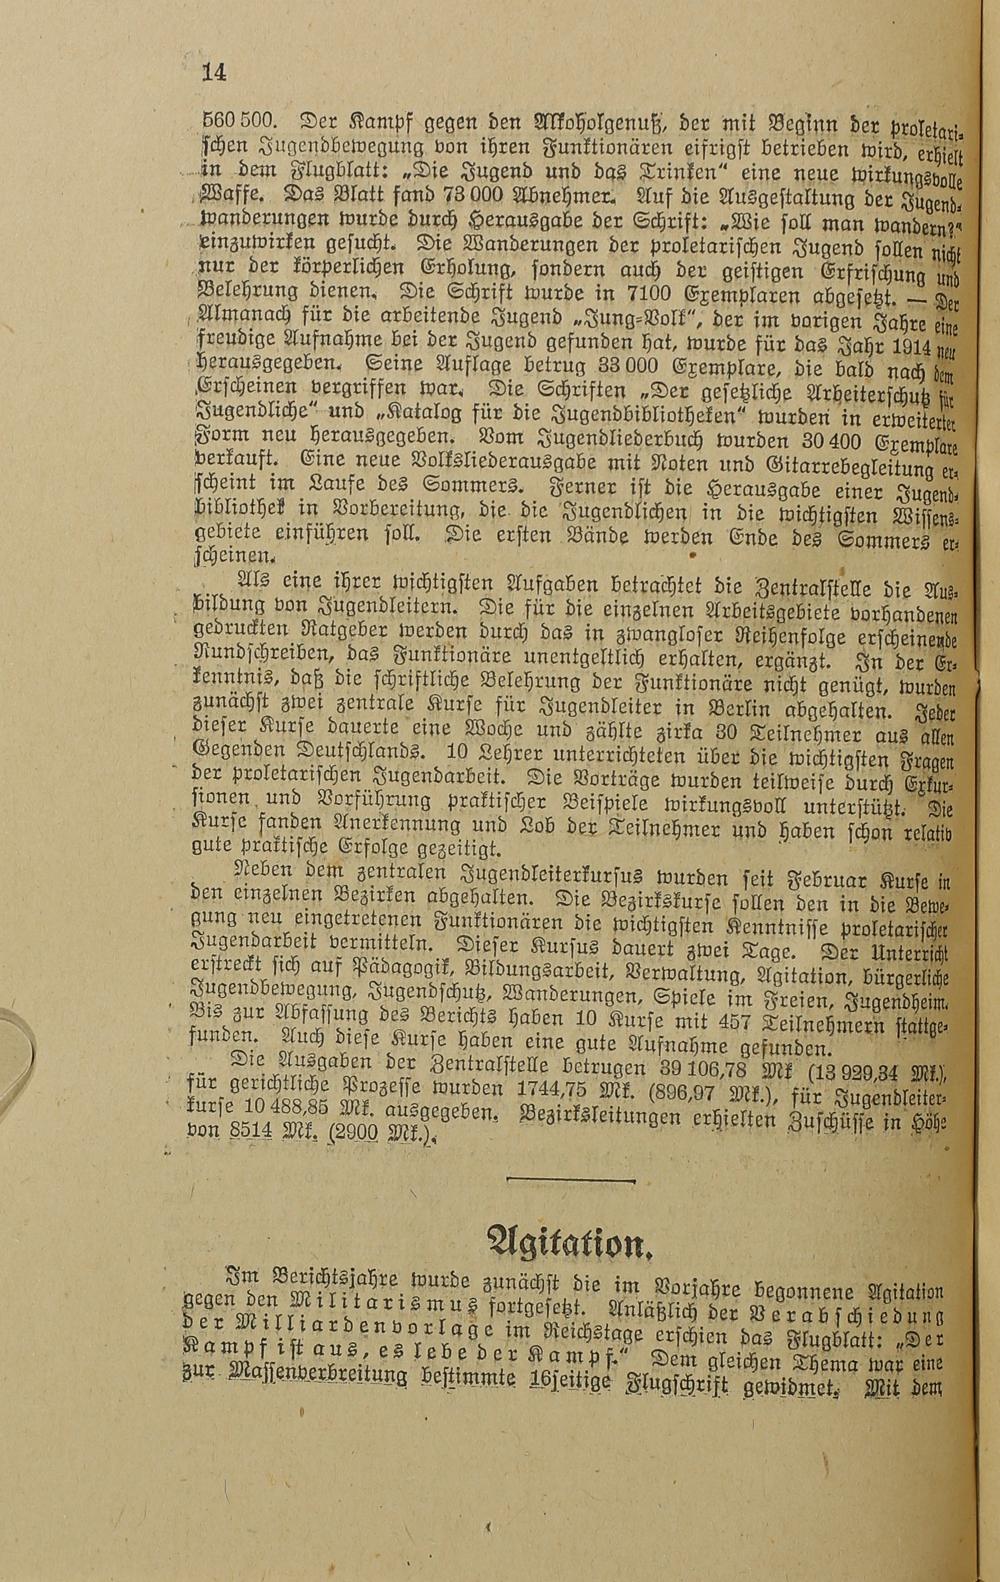 14
560 500. Der Kampf gegen den Alkoholgenuß, der mit Beginn der proletari-
schen Jugendbewegung von ihren Funktionären eifrigst betrieben wird, erhielt
in dem Flugblatt: „Die Jugend und das Trinken“ eine neue wirkungsvolle
Waffe. Das Blatt fand 73 000 Abnehmer. Auf die Ausgestaltung der Jugend-
wanderungen wurde durch Herausgabe der Schrift: „Wie soll man wandern?“
einzuwirken gesucht. Die Wanderungen der proletarischen Jugend sollen nicht
nur der körperlichen Erholung, sondern auch der geistigen Erfrischung und
Belehrung dienen. Die Schrift wurde in 7100 Exemplaren abgesetzt. — Der
Almanach für die arbeitende Jugend „Jung-Volk“, der im vorigen Jahre eine
freudige Aufnahme bei der Jugend gefunden hat, wurde für das Jahr 1914 neu
herausgegeben. Seine Auflage betrug 33 000 Exemplare, die bald nach dem
Erscheinen vergriffen war. Die Schriften „Der gesetzliche Arbeiterschutz für
Jugendliche“ und „Katalog für die Jugendbibliotheken“ wurden in erweiterter
Form neu herausgegeben. Vom Jugendliederbuch wurden 30 400 Exemplare
verkauft. Eine neue Volksliederausgabe mit Noten und Gitarrebegleitung er-
scheint im Laufe des Sommers. Ferner ist die Herausgabe einer Jugend-
bibliothek in Vorbereitung, die die Jugendlichen in die wichtigsten Wissens-
gebiete einführen soll. Die ersten Bände werden Ende des Sommers er-
scheinen.
Als eine ihrer wichtigsten Aufgaben betrachtet die Zentralstelle die Aus-
bildung von Jugendleitern. Die für die einzelnen Arbeitsgebiete vorhandenen
gedruckten Ratgeber werden durch das in zwangloser Reihenfolge erscheinende
Rundschreiben, das Funktionäre unentgeltlich erhalten, ergänzt. In der Er-
kenntnis, daß die schriftliche Belehrung der Funktionäre nicht genügt, wurden
zunächst zwei zentrale Kurse für Jugendleiter in Berlin abgehalten. Jeder
dieser Kurse dauerte eine Woche und zählte zirka 30 Teilnehmer aus allen
Gegenden Deutschlands. 10 Lehrer unterrichteten über die wichtigsten Fragen
der proletarischen Jugendarbeit. Die Vorträge wurden teilweise durch Exkur-
sionen und Vorführung praktischer Beispiele wirkungsvoll unterstützt. Die
Kurse fanden Anerkennung und Lob der Teilnehmer und haben schon relativ
gute praktische Erfolge gezeitigt.
Neben dem zentralen Jugendleiterkursus wurden seit Februar Kurse in
den einzelnen Bezirken abgehalten. Die Bezirkskurse sollen den in die Bewe-
gung neu eingetretenen Funktionären die wichtigsten Kenntnisse proletarischer
Jugendarbeit vermitteln. Dieser Kursus dauert zwei Tage. Der Unterricht
erstreckt sich auf Pädagogik, Bildungsarbeit, Verwaltung, Agitation, bürgerliche
Jugendbewegung, Jugendschutz, Wanderungen, Spiele im Freien, Jugendheim.
Bis zur Abfassung des Berichts haben 10 Kurse mit 457 Teilnehmern stattge-
funden. Auch diese Kurse haben eine gute Aufnahme gefunden.
Die Ausgaben der Zentralstelle betrugen 39 106,78 Mk (13 929,34 Mk.),
für gerichtliche Prozesse wurden 1744,75 Mk. (896,97 Mk.), für Jugendleiter-
kurse 10 488,85 Mk. ausgegeben. Bezirksleitungen erhielten Zuschüsse in Höhe
von 8514 Mk. (2900 Mk.).
Agitation.
Im Berichtsjahre wurde zunächst die im Vorjahre begonnene Agitation
gegen den Militarismus fortgesetzt. Anläßlich der Verabschiedung
der Milliardenvorlage im Reichstage erschien das Flugblatt: „Der
Kampf ist aus, es lebe der Kampf.“ Dem gleichen Thema war eine
zur Massenverbreitung bestimmte 16seitige Flugschrift gewidmet. Mit dem